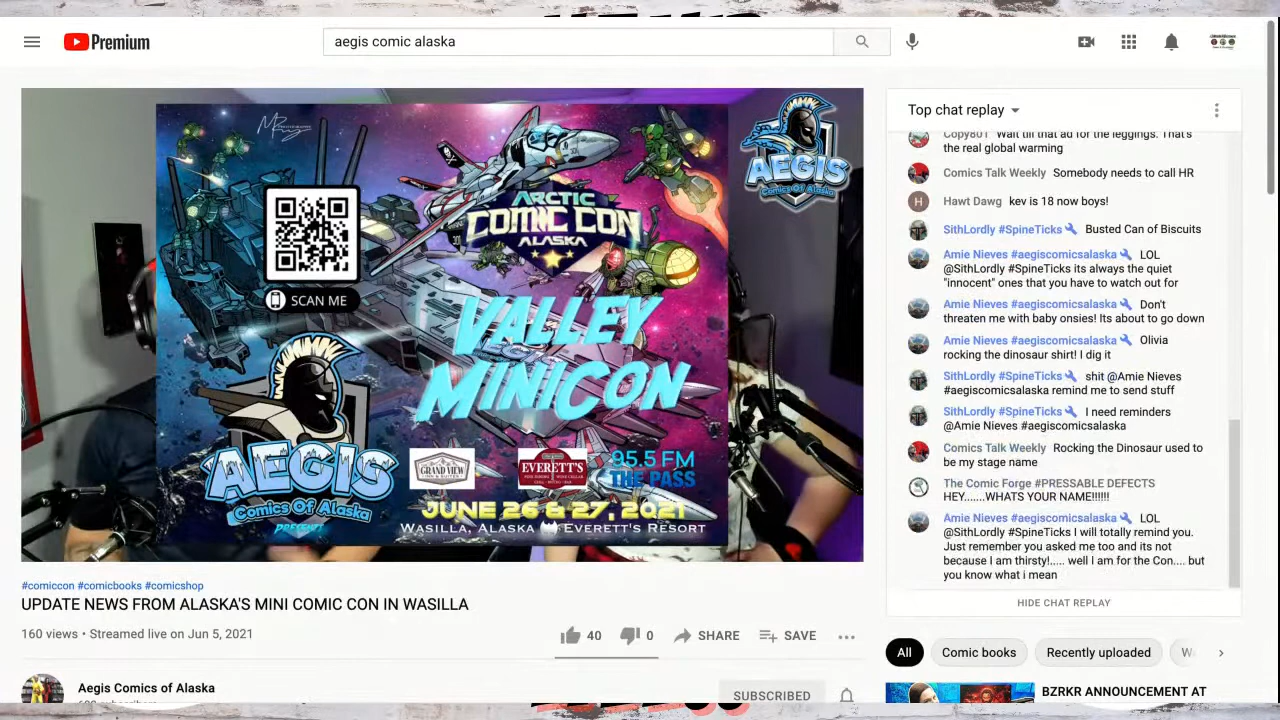 Premium
aegis comic alaska
SCAN ME
ARCTIC
COMIC CON
ALASKA
VALLEY
MINICON
AEGIS
Comics Of Alaska
PRESENT
GRAND VIEW
EVERETT'S
95.5 FM
THE PASS
JUNE 26 & 27, 2021
WASILLA, ALASKA EVERETT'S RESORT
AEGIS
Comics Of Alaska
#comiccon #comicbooks #comicshop
UPDATE NEWS FROM ALASKA'S MINI COMIC CON IN WASILLA
160 views • Streamed live on Jun 5, 2021
40
0
SHARE
SAVE
Aegis Comics of Alaska
SUBSCRIBED
Top chat replay
Copy801 Wait till that ad for the leggings. That's
the real global warming
Comics Talk Weekly Somebody needs to call HR
H
Hawt Dawg kev is 18 now boys!
SithLordly #SpineTicks Busted Can of Biscuits
Amie Nieves #aegiscomicsalaska LOL
@SithLordly #SpineTicks its always the quiet
"innocent" ones that you have to watch out for
Amie Nieves #aegiscomicsalaska Don't
threaten me with baby onsies! Its about to go down
Amie Nieves #aegiscomicsalaska Olivia
rocking the dinosaur shirt! I dig it
SithLordly #SpineTicks shit @Amie Nieves
#aegiscomicsalaska remind me to send stuff
SithLordly #SpineTicks I need reminders
@Amie Nieves #aegiscomicsalaska
Comics Talk Weekly Rocking the Dinosaur used to
be my stage name
The Comic Forge #PRESSABLE DEFECTS
HEY.......WHATS YOUR NAME!!!!!!
Amie Nieves #aegiscomicsalaska LOL
@SithLordly #SpineTicks I will totally remind you.
Just remember you asked me too and its not
because I am thirsty!..... well I am for the Con.... but
you know what i mean
HIDE CHAT REPLAY
All
Comic books
Recently uploaded
BZRKR ANNOUNCEMENT AT